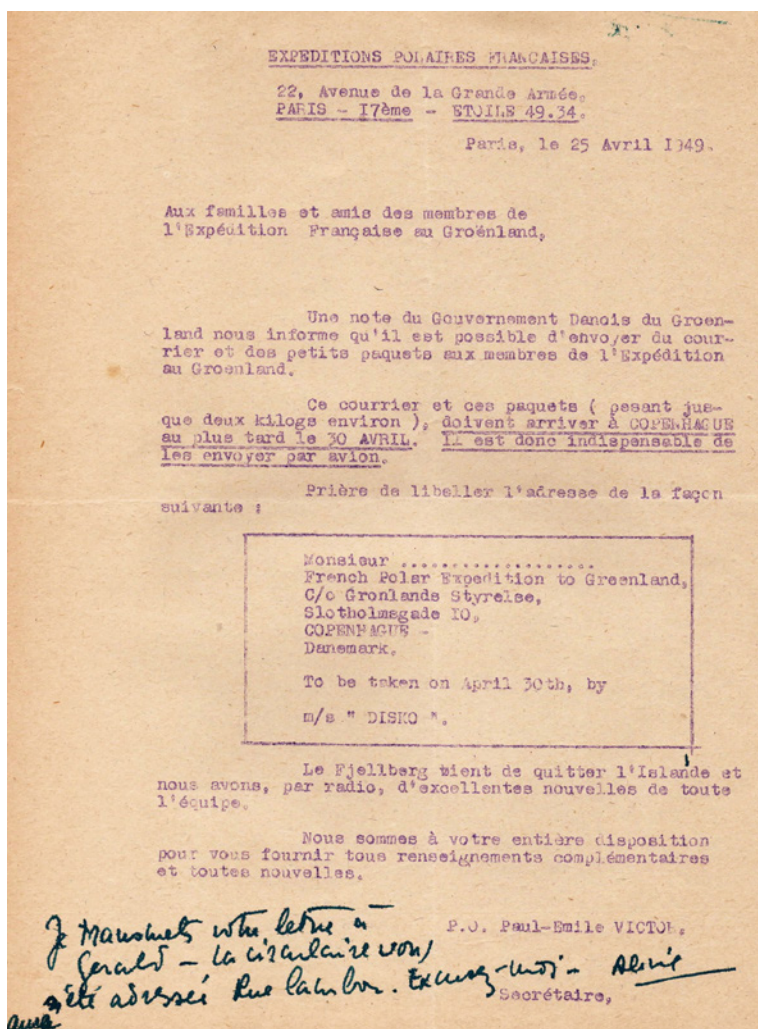 EXPEDITIONS POLAIRES FRANCAISES.
22, Avenue de la Grande Armée.
PARIS - I7ème - ETOILE 49.34.
Paris, le 25 Avril I949.
Aux familles et amis des membres de
l'Expédition Française au Groënland,
Une note du Gouvernement Danois du Groen-
land nous informe qu'il est possible d'envoyer du cour-
rier et des petits paquets aux membres de l'Expédition
au Groenland.
Ce courrier et ces paquets ( pesant jus-
que deux kilogs environ ), doivent arriver à COPENHAGUE
au plus tard le 30 AVRIL. Il est donc indispensable de
les envoyer par avion.
Prière de libeller l'adresse de la façon
suivante :
Monsieur ...................
French Polar Expedition to Greenland,
C/o Gronlands Styrelse,
Slotholmsgade IO,
COPENHAGUE -
Danemark.
To be taken on April 30th, by
m/s " DISKO ".
Le Fjellberg vient de quitter l'Islande et
nous avons, par radio, d'excellentes nouvelles de toute
l'équipe.
Nous sommes à votre entière disposition
pour vous fournir tous renseignements complémentaires
et toutes nouvelles.
P.O. Paul-Emile VICTOR.
Je transmets votre lettre à
Gerald - La circulaire vous
été adressée Rue Cambon. Excusez-moi -
Secrétaire,